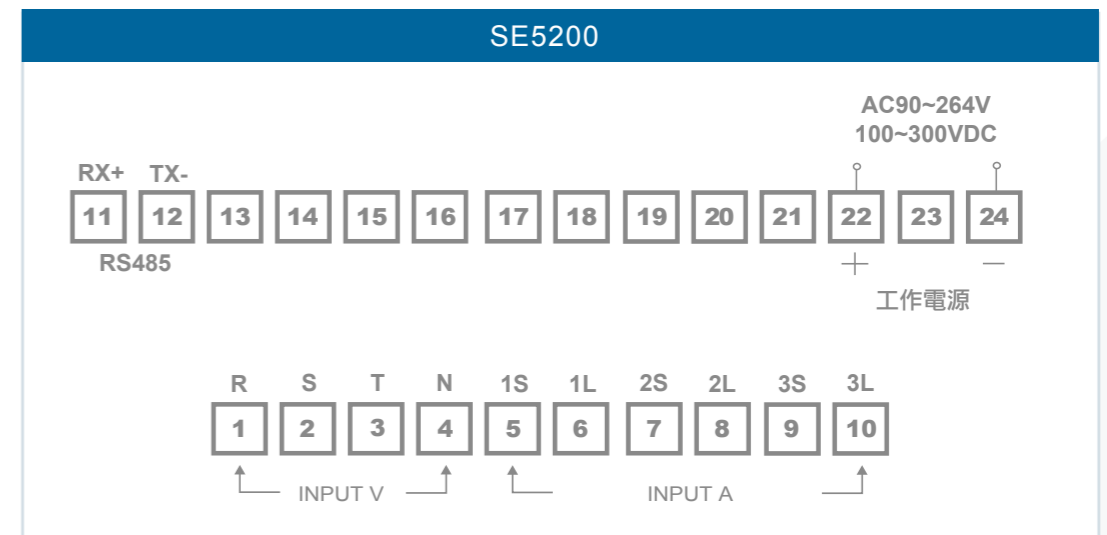 SE5200
AC90~264V
100~300VDC
RX+ TX-
11 12 13 14 15 16 17 18 19 20 21 22 23 24
RS485
+ −
工作電源
R S T N 1S 1L 2S 2L 3S 3L
1 2 3 4 5 6 7 8 9 10
INPUT V INPUT A